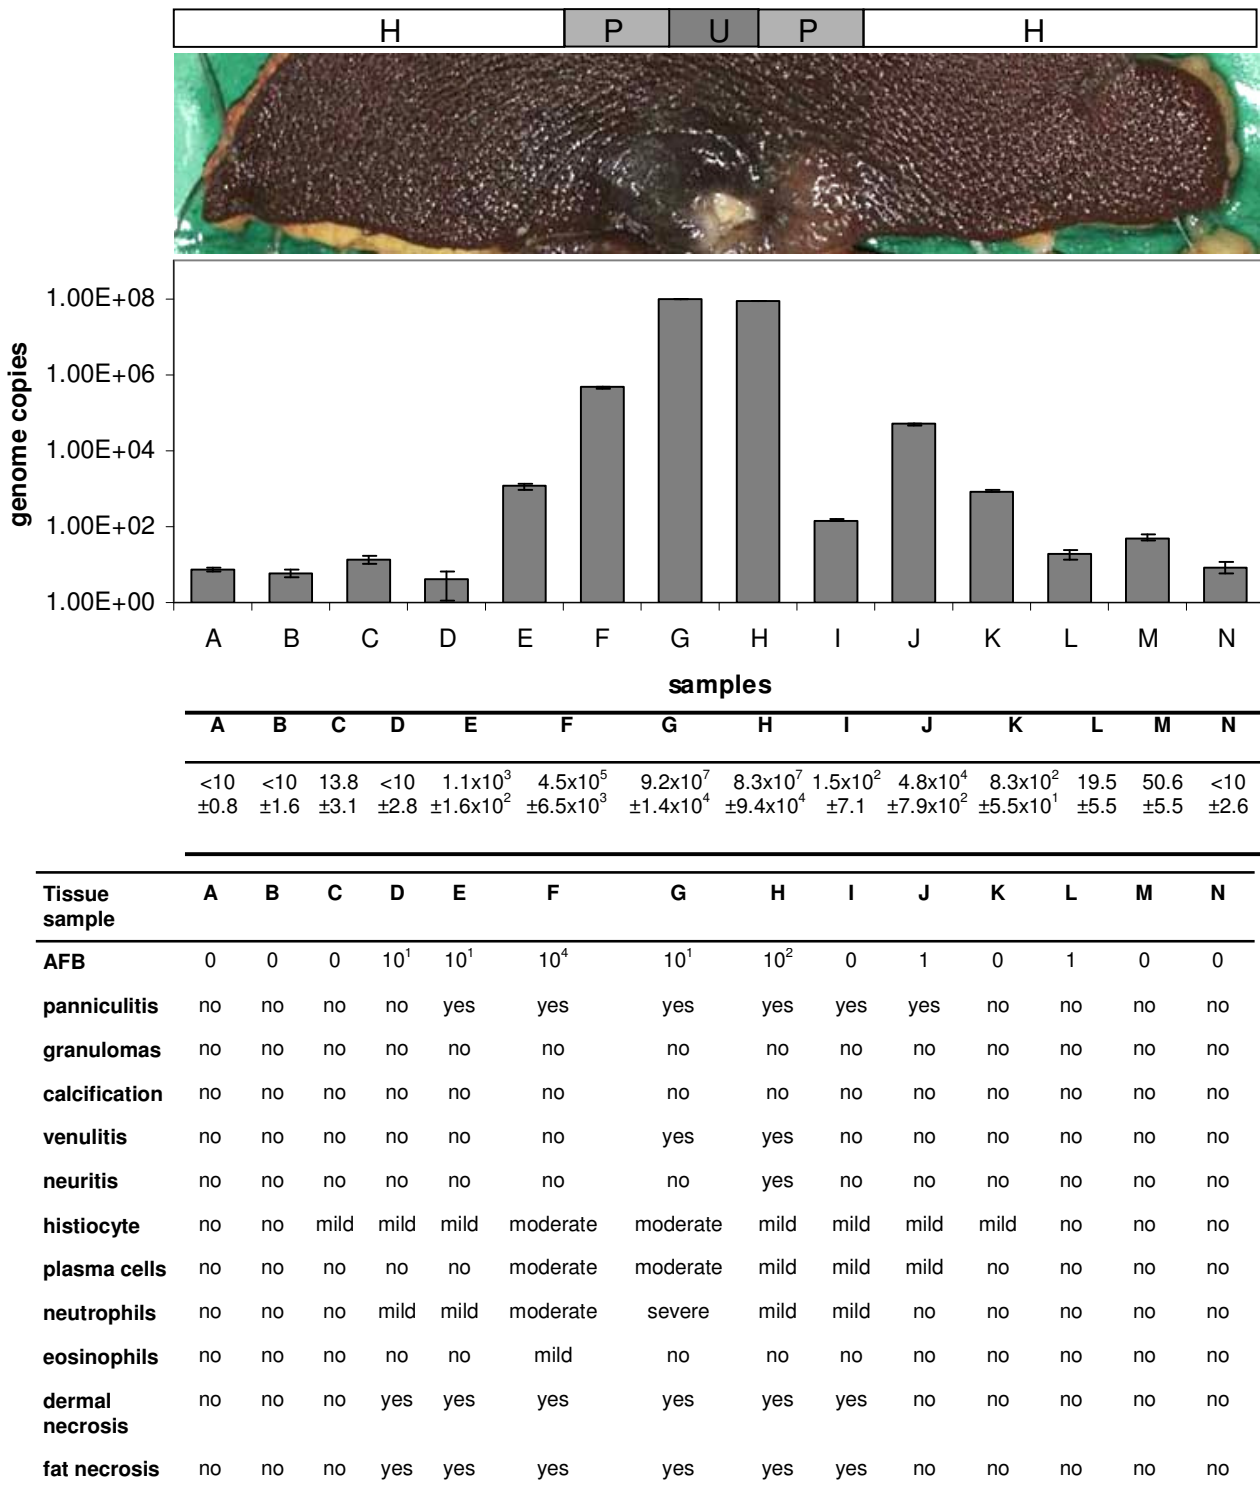 H P U P H
genome copies
1.00E+08
1.00E+06
1.00E+04
1.00E+02
1.00E+00
A B C D E F G H I J K L M N
samples
A B C D E F G H I J K L M N
<10 <10 13.8 <10 1.1x10³ 4.5x10⁵ 9.2x10⁷ 8.3x10⁷ 1.5x10² 4.8x10⁴ 8.3x10² 19.5 50.6 <10
±0.8 ±1.6 ±3.1 ±2.8 ±1.6x10² ±6.5x10³ ±1.4x10⁴ ±9.4x10⁴ ±7.1 ±7.9x10² ±5.5x10¹ ±5.5 ±5.5 ±2.6
Tissue A B C D E F G H I J K L M N
sample
AFB 0 0 0 10¹ 10¹ 10⁴ 10¹ 10² 0 1 0 1 0 0
panniculitis no no no no yes yes yes yes yes yes no no no no
granulomas no no no no no no no no no no no no no no
calcification no no no no no no no no no no no no no no
venulitis no no no no no no yes yes no no no no no no
neuritis no no no no no no no yes no no no no no no
histiocyte no no mild mild mild moderate moderate mild mild mild mild no no no
plasma cells no no no no no moderate moderate mild mild mild no no no no
neutrophils no no no mild mild moderate severe mild mild no no no no no
eosinophils no no no no no mild no no no no no no no no
dermal no no no yes yes yes yes yes yes no no no no no
necrosis
fat necrosis no no no yes yes yes yes yes yes no no no no no